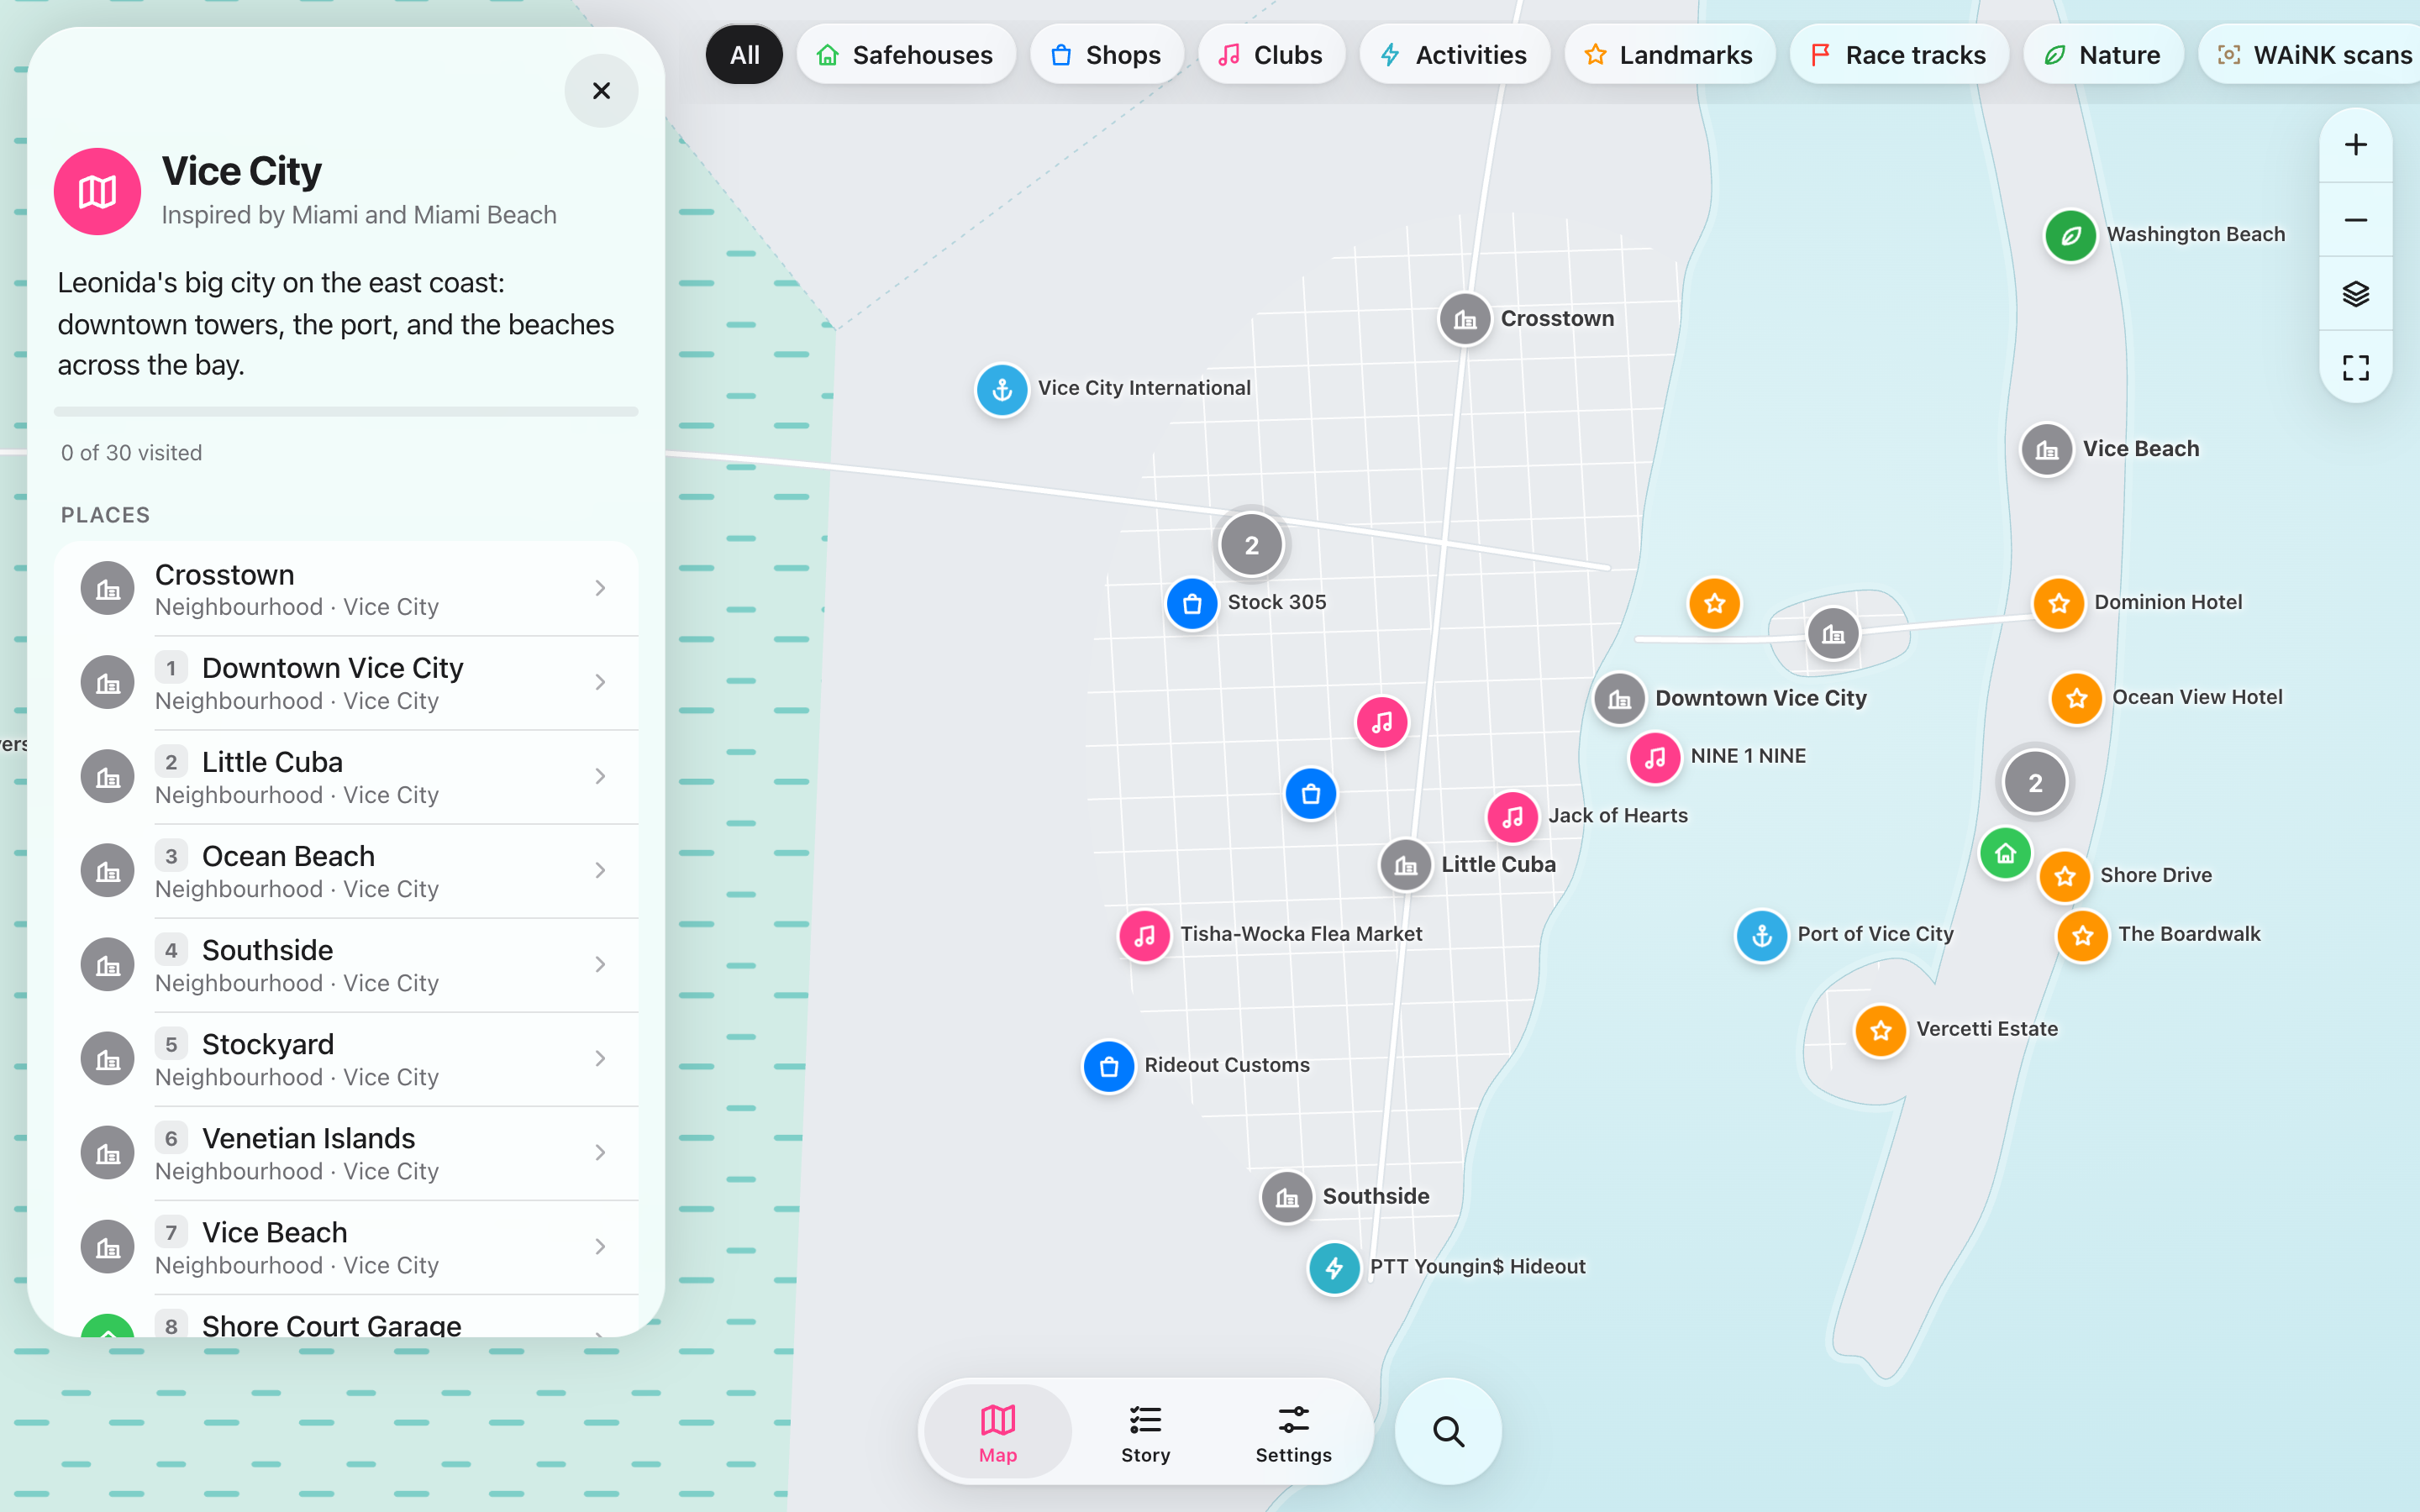 Vice City
Inspired by Miami and Miami Beach
Leonida's big city on the east coast:
downtown towers, the port, and the beaches
across the bay.
0 of 30 visited
PLACES
Crosstown
Neighbourhood · Vice City
1 Downtown Vice City
Neighbourhood · Vice City
2 Little Cuba
Neighbourhood · Vice City
3 Ocean Beach
Neighbourhood · Vice City
4 Southside
Neighbourhood · Vice City
5 Stockyard
Neighbourhood · Vice City
6 Venetian Islands
Neighbourhood · Vice City
7 Vice Beach
Neighbourhood · Vice City
8 Shore Court Garage
All
Safehouses
Shops
Clubs
Activities
Landmarks
Race tracks
Nature
WAiNK scans
Washington Beach
Crosstown
Vice City International
Vice Beach
2
Stock 305
Dominion Hotel
Downtown Vice City
Ocean View Hotel
NINE 1 NINE
2
Jack of Hearts
Little Cuba
Shore Drive
Tisha-Wocka Flea Market
Port of Vice City
The Boardwalk
Vercetti Estate
Rideout Customs
Southside
PTT Youngin$ Hideout
Map
Story
Settings